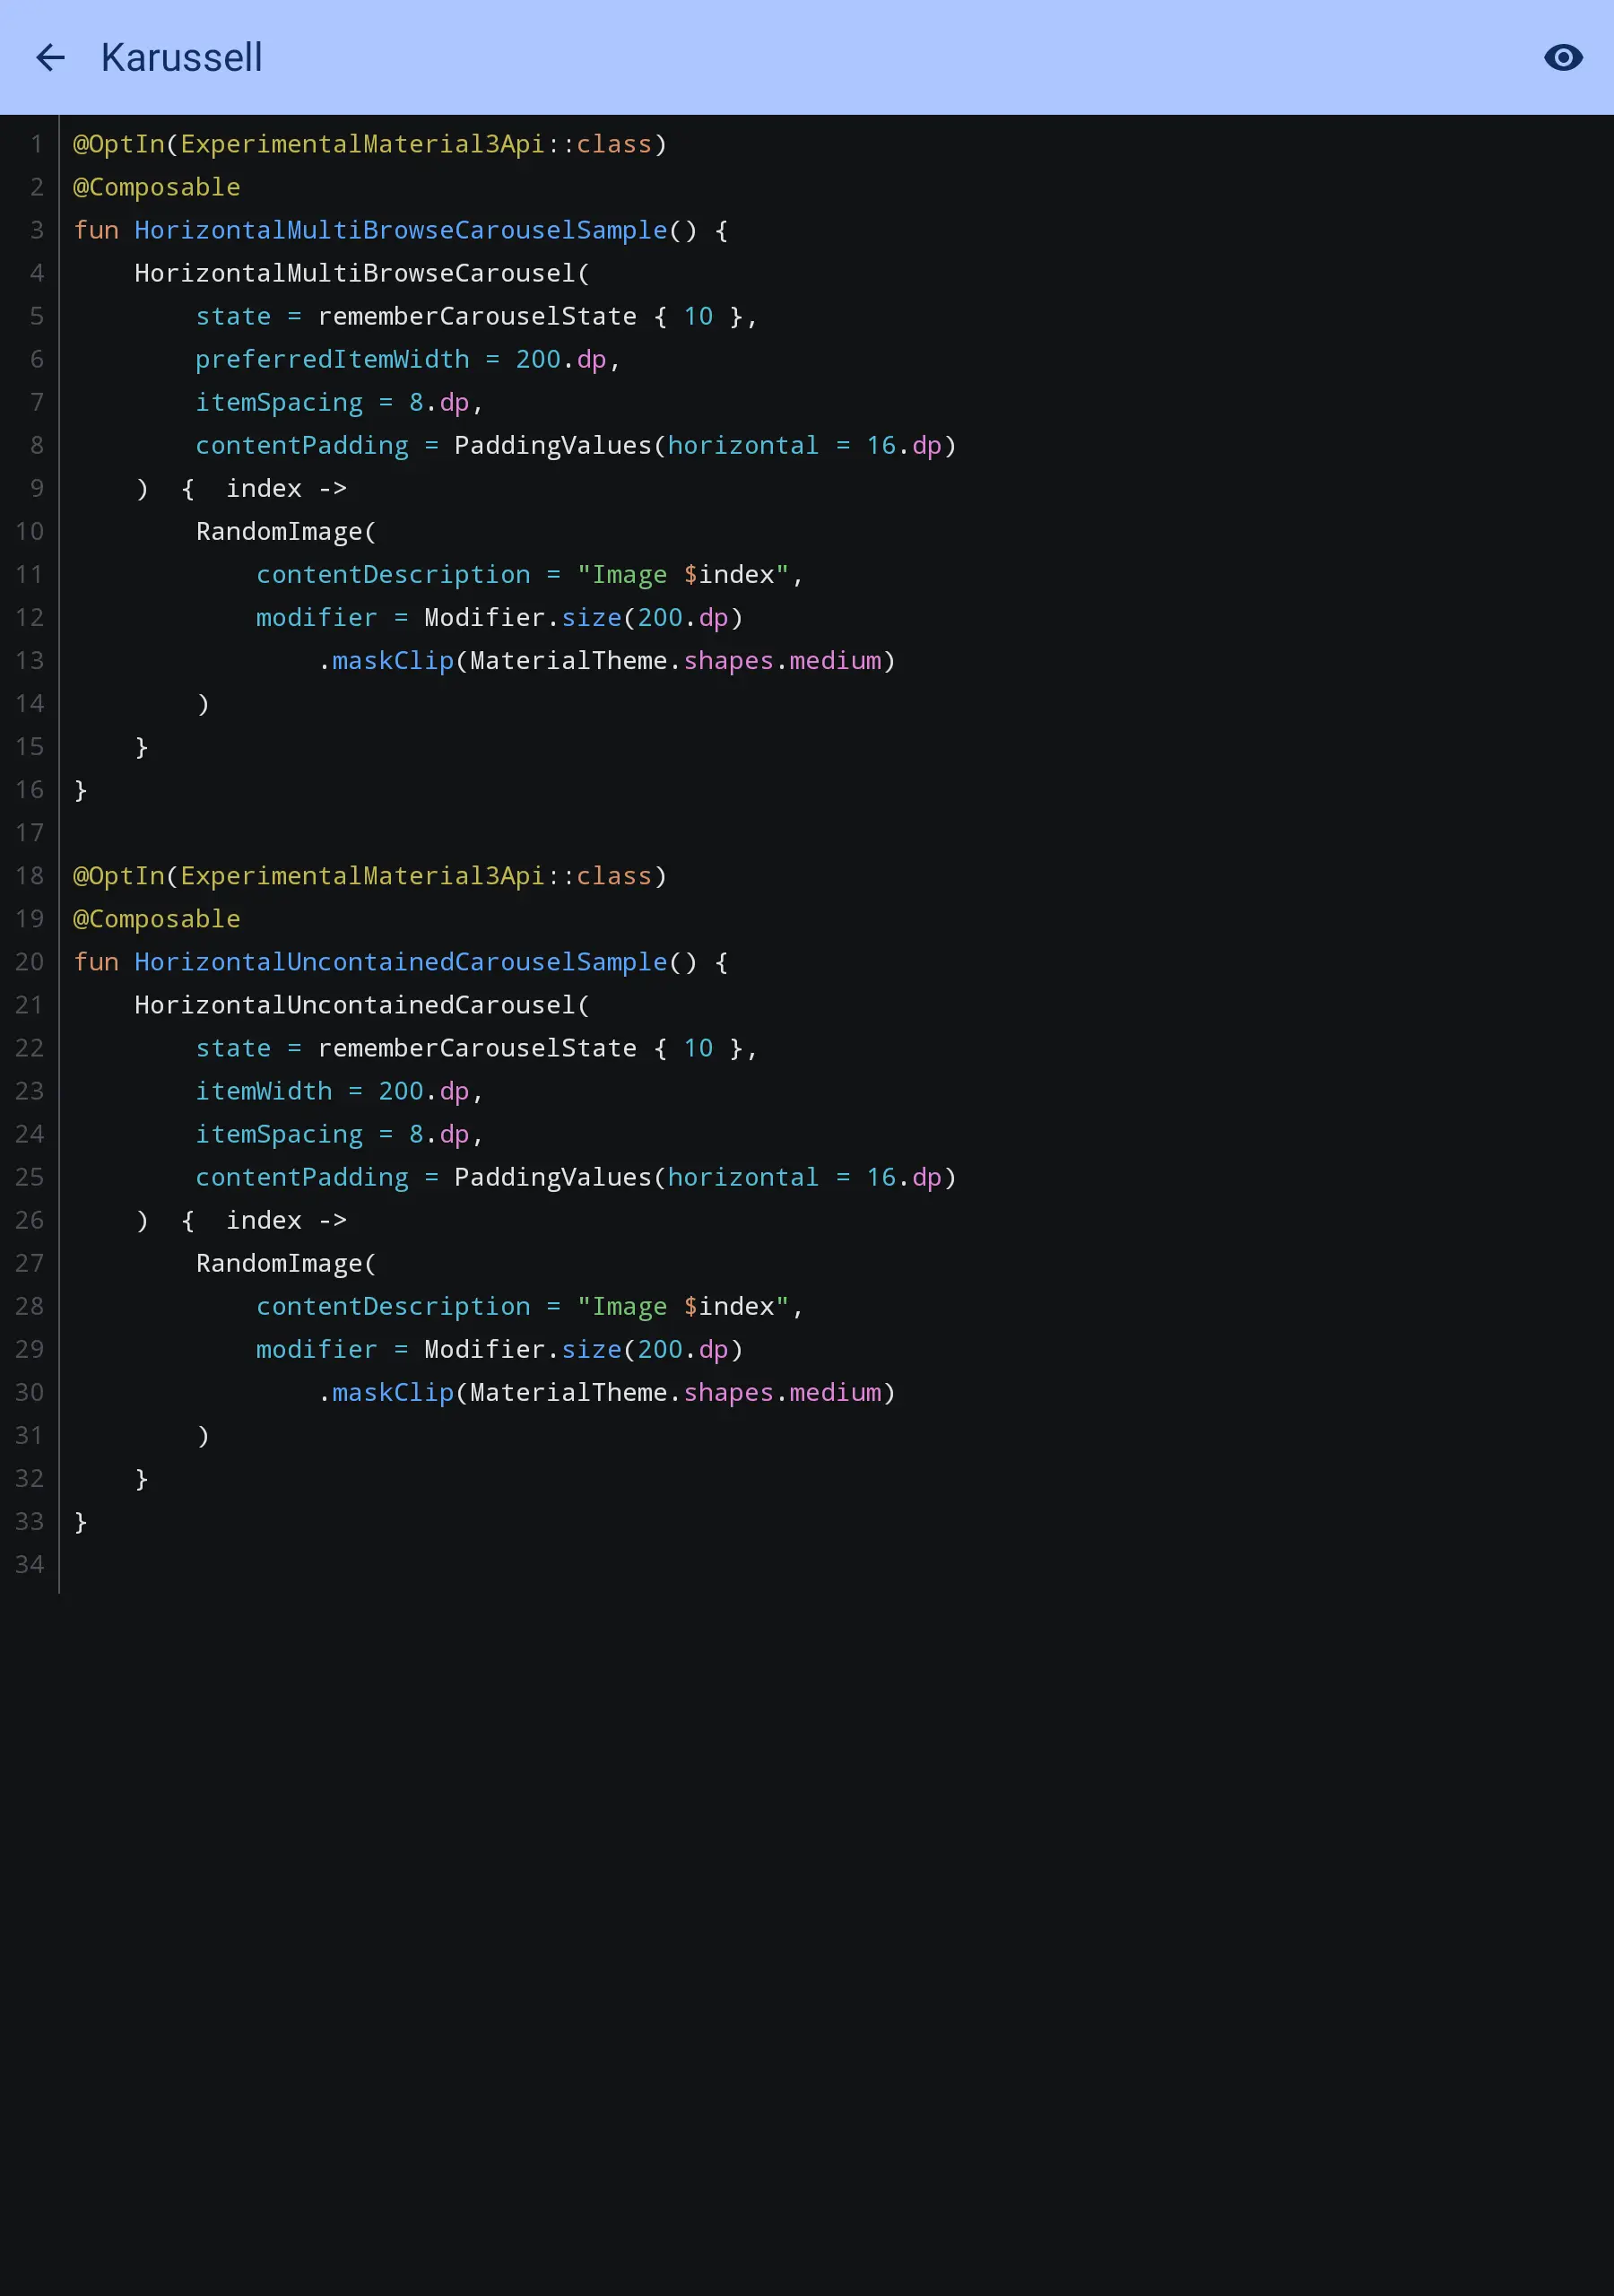 Karussell
1 @OptIn(ExperimentalMaterial3Api::class)
2 @Composable
3 fun HorizontalMultiBrowseCarouselSample() {
4     HorizontalMultiBrowseCarousel(
5         state = rememberCarouselState { 10 },
6         preferredItemWidth = 200.dp,
7         itemSpacing = 8.dp,
8         contentPadding = PaddingValues(horizontal = 16.dp)
9     )  {  index ->
10         RandomImage(
11             contentDescription = "Image $index",
12             modifier = Modifier.size(200.dp)
13                 .maskClip(MaterialTheme.shapes.medium)
14         )
15     }
16 }
17
18 @OptIn(ExperimentalMaterial3Api::class)
19 @Composable
20 fun HorizontalUncontainedCarouselSample() {
21     HorizontalUncontainedCarousel(
22         state = rememberCarouselState { 10 },
23         itemWidth = 200.dp,
24         itemSpacing = 8.dp,
25         contentPadding = PaddingValues(horizontal = 16.dp)
26     )  {  index ->
27         RandomImage(
28             contentDescription = "Image $index",
29             modifier = Modifier.size(200.dp)
30                 .maskClip(MaterialTheme.shapes.medium)
31         )
32     }
33 }
34